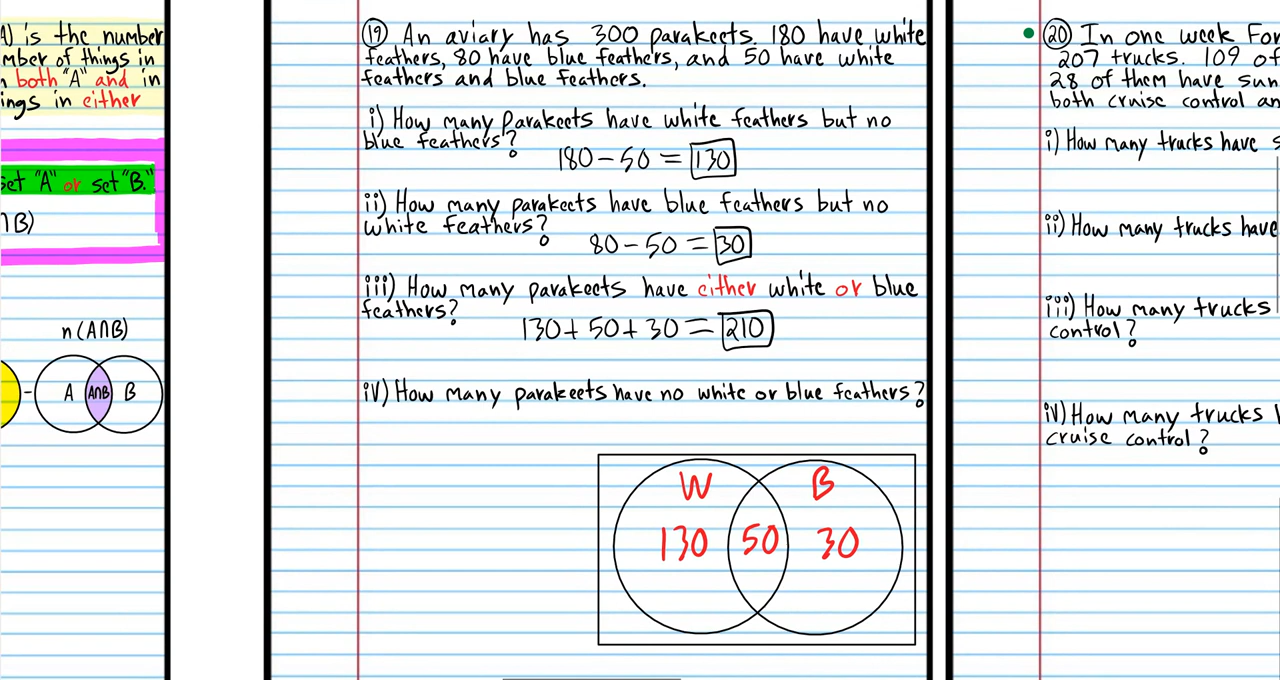 A) is the number
mber of things in
both "A" and in
ings in either
set "A" or set "B."
∩B)
n(A∩B)
- A A∩B B
⑲ An aviary has 300 parakeets. 180 have white
feathers, 80 have blue feathers, and 50 have white
feathers and blue feathers.
i) How many parakeets have white feathers but no
blue feathers?
180 - 50 = 130
ii) How many parakeets have blue feathers but no
white feathers?
80 - 50 = 30
iii) How many parakeets have either white or blue
feathers?
130 + 50 + 30 = 210
iv) How many parakeets have no white or blue feathers?
W B
130 50 30
⑳ In one week For
207 trucks. 109 of
28 of them have sun
both cruise control an
i) How many trucks have s
ii) How many trucks have
iii) How many trucks
control?
iv) How many trucks
cruise control?